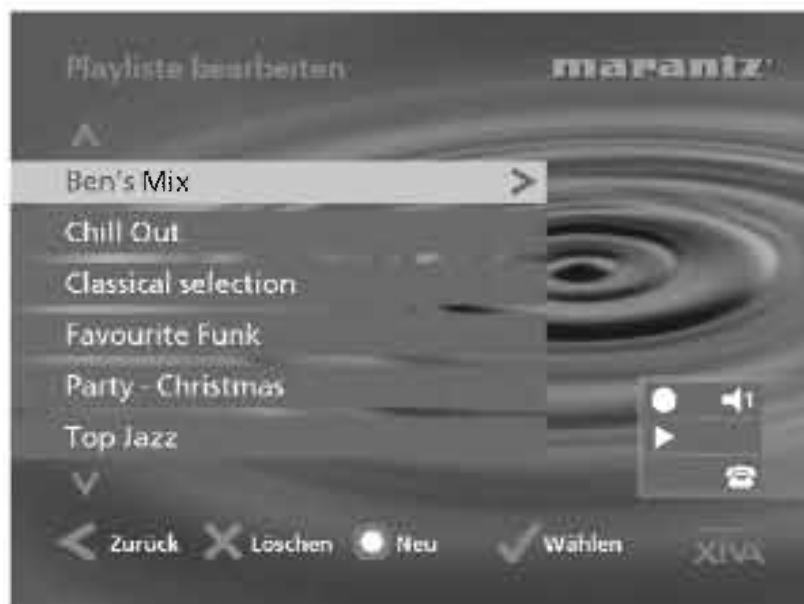 Playliste bearbeiten
marantz
Ben's Mix
Chill Out
Classical selection
Favourite Funk
Party - Christmas
1
Top Jazz
Zurück Löschen Neu Wählen
XIVA